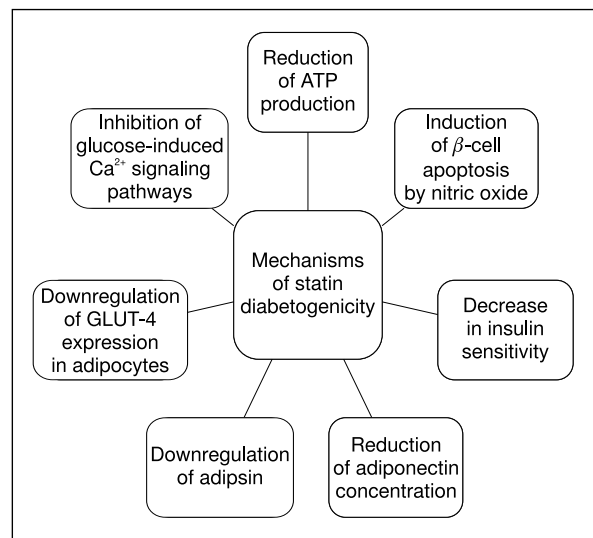 Reduction
of ATP
production
Inhibition of
glucose-induced
Ca²⁺ signaling
pathways
Induction
of β-cell
apoptosis
by nitric oxide
Mechanisms
of statin
diabetogenicity
Downregulation
of GLUT-4
expression
in adipocytes
Decrease
in insulin
sensitivity
Downregulation
of adipsin
Reduction
of adiponectin
concentration